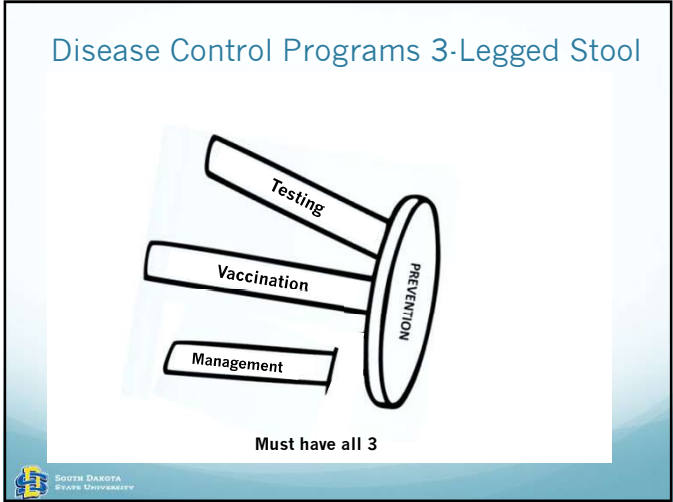 Disease Control Programs 3-Legged Stool
Testing
Vaccination
PREVENTION
Management
Must have all 3
SOUTH DAKOTA
STATE UNIVERSITY